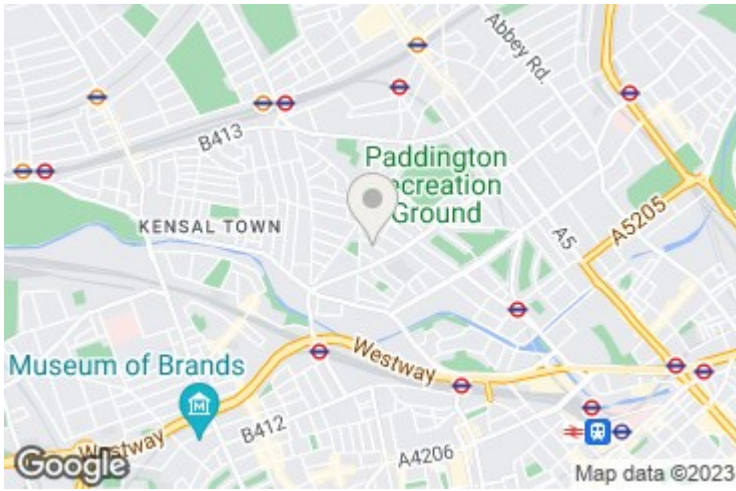 Abbey Rd.
B413
Paddington
Recreation
Ground
KENSAL TOWN
A5
A5205
Westway
Museum of Brands
M
B412
Westway
A4206
Google
Map data ©2023